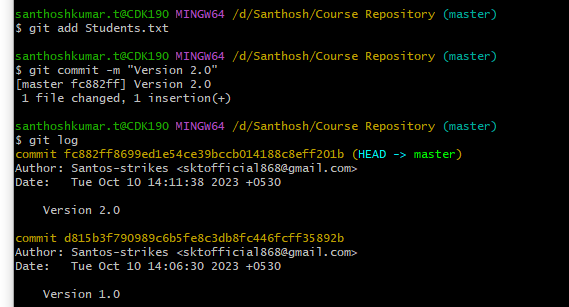 santhoshkumar.t@CDK190 MINGW64 /d/Santhosh/Course Repository (master)
$ git add Students.txt
santhoshkumar.t@CDK190 MINGW64 /d/Santhosh/Course Repository (master)
$ git commit -m "Version 2.0"
[master fc882ff] Version 2.0
 1 file changed, 1 insertion(+)
santhoshkumar.t@CDK190 MINGW64 /d/Santhosh/Course Repository (master)
$ git log
commit fc882ff8699ed1e54ce39bccb014188c8eff201b (HEAD -> master)
Author: Santos-strikes <sktofficial868@gmail.com>
Date:   Tue Oct 10 14:11:38 2023 +0530
    Version 2.0
commit d815b3f790989c6b5fe8c3db8fc446fcff35892b
Author: Santos-strikes <sktofficial868@gmail.com>
Date:   Tue Oct 10 14:06:30 2023 +0530
    Version 1.0